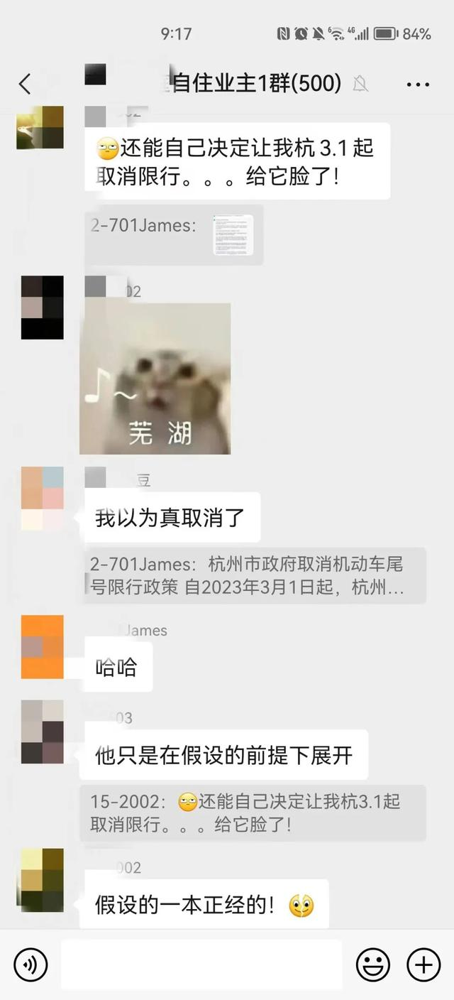 9:17
6
4G
84%
自住业主1群(500)
还能自己决定让我杭 3.1 起
取消限行。。。给它脸了!
2-701James:
02
芜 湖
豆
我以为真取消了
2-701James: 杭州市政府取消机动车尾
号限行政策 自2023年3月1日起，杭州...
James
哈哈
03
他只是在假设的前提下展开
15-2002: 还能自己决定让我杭3.1起
取消限行。。。给它脸了!
002
假设的一本正经的!